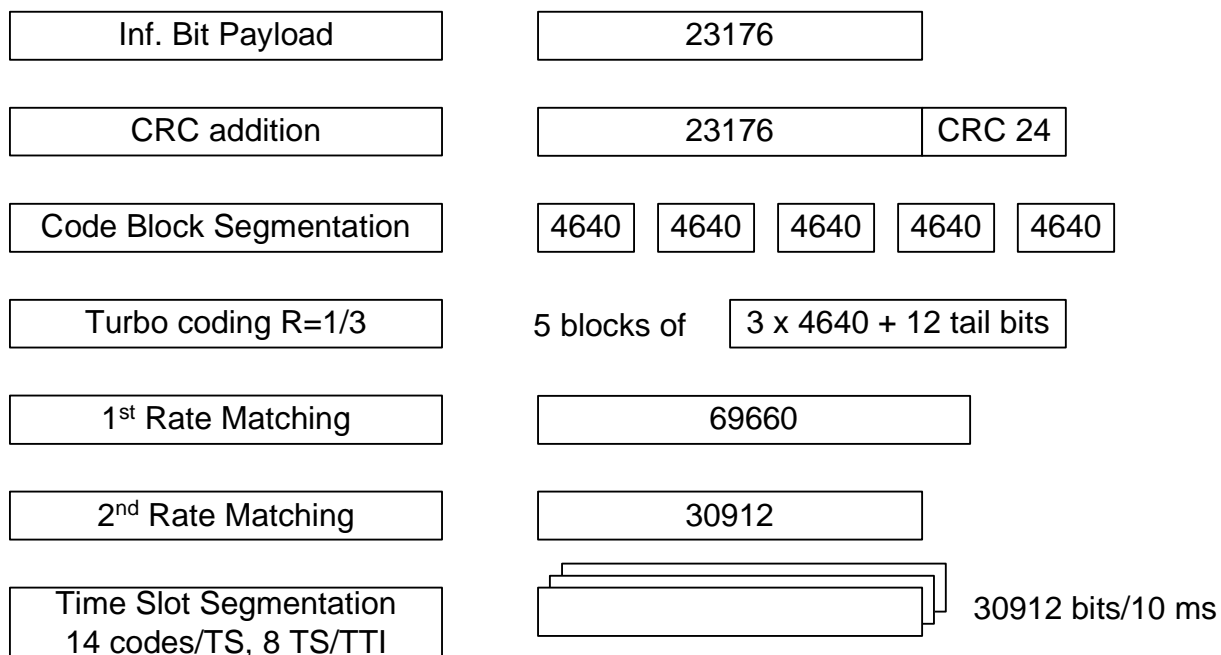 Inf. Bit Payload 23176
CRC addition 23176 CRC 24
Code Block Segmentation 4640 4640 4640 4640 4640
Turbo coding R=1/3 5 blocks of 3 x 4640 + 12 tail bits
1st Rate Matching 69660
2nd Rate Matching 30912
Time Slot Segmentation
14 codes/TS, 8 TS/TTI
30912 bits/10 ms